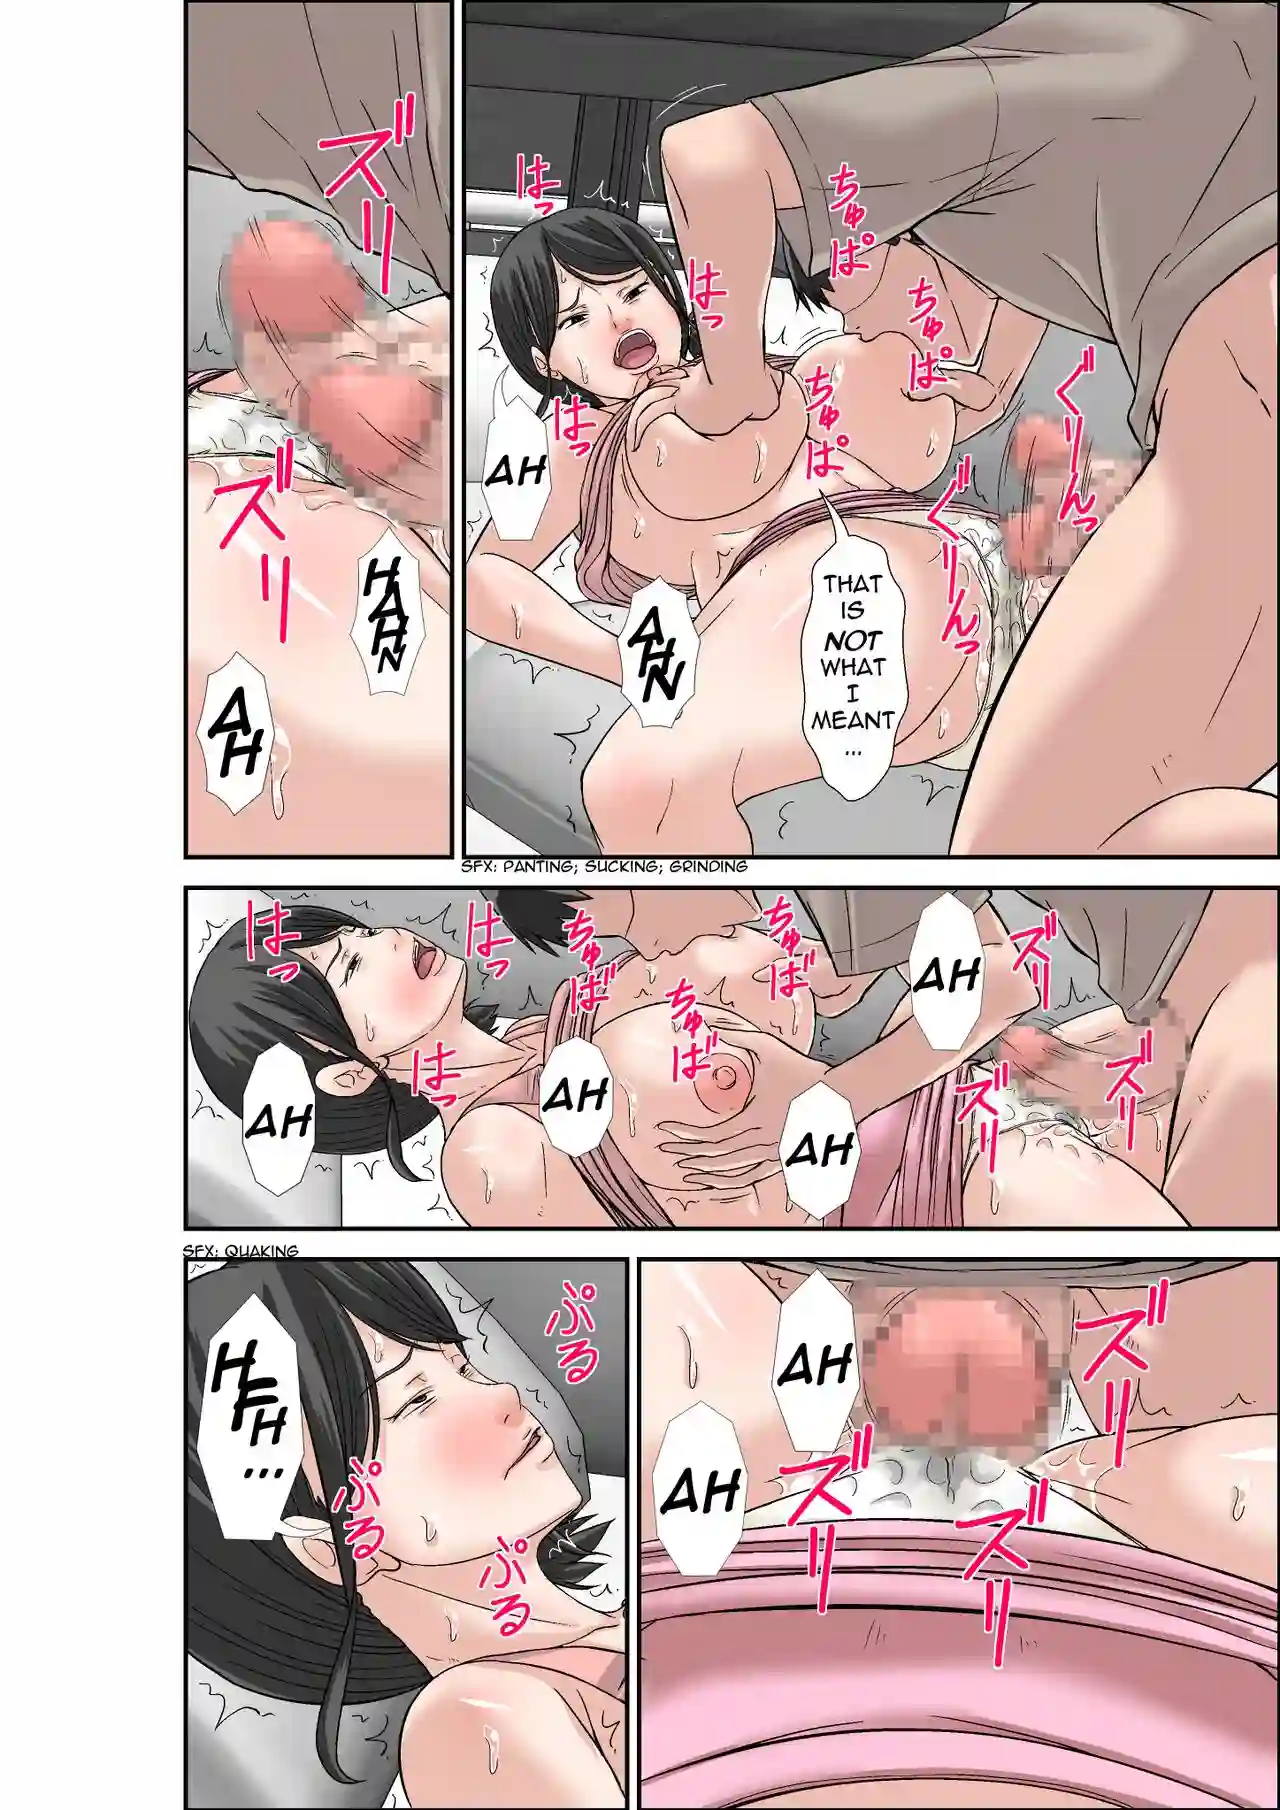 はっ
ちゅぱ
はっ
ちゅぱ
はっ
ちゅぱ
ぐりんっ
ぐりんっ
AH
AHN
THAT
IS
NOT
WHAT
I
MEANT
...
ズリ
ズリ
HAHN
AH
SFX: PANTING; SUCKING; GRINDING
ズリ
ズリ
ズリ
ちゅば
ちゅば
ちゅば
はっ
はっ
はっ
AH
AH
AH
AH
SFX: QUAKING
ズリ
ズリ
ズリ
AH
AH
ぷる
ぷる
ぷる
HEH
...